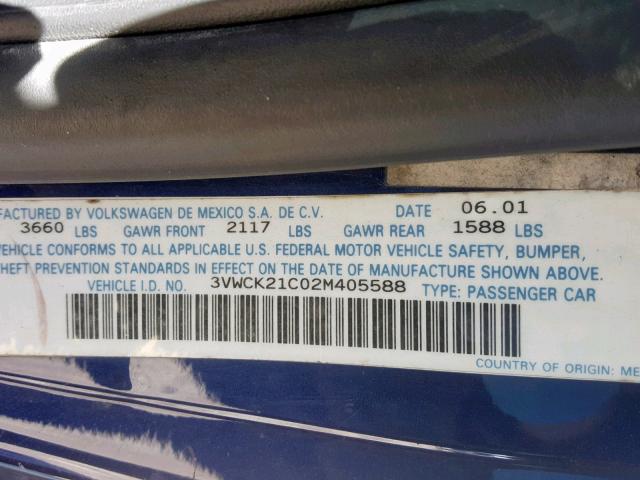 FACTURED BY VOLKSWAGEN DE MEXICO S.A. DE C.V. DATE 06.01
3660 LBS GAWR FRONT 2117 LBS GAWR REAR 1588 LBS
VEHICLE CONFORMS TO ALL APPLICABLE U.S. FEDERAL MOTOR VEHICLE SAFETY, BUMPER,
HEFT PREVENTION STANDARDS IN EFFECT ON THE DATE OF MANUFACTURE SHOWN ABOVE.
VEHICLE I.D. NO. 3VWCK21C02M405588 TYPE: PASSENGER CAR
COUNTRY OF ORIGIN: ME